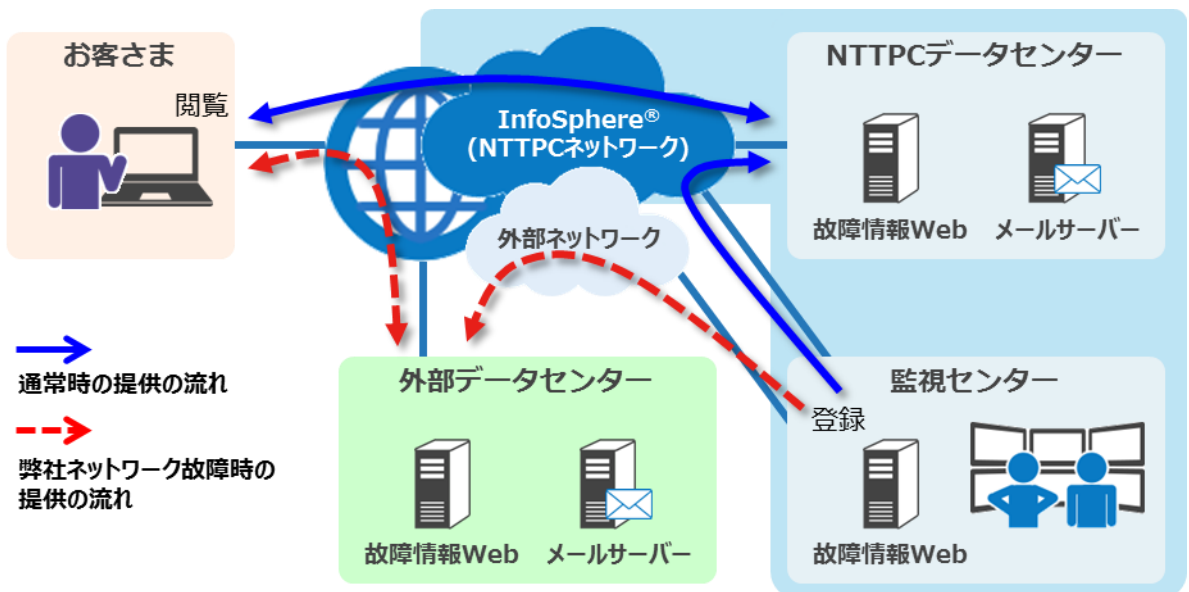 お客さま
閲覧
InfoSphere®
(NTTPCネットワーク)
外部ネットワーク
NTTPCデータセンター
故障情報Web
メールサーバー
通常時の提供の流れ
弊社ネットワーク故障時の
提供の流れ
外部データセンター
故障情報Web
メールサーバー
監視センター
登録
故障情報Web